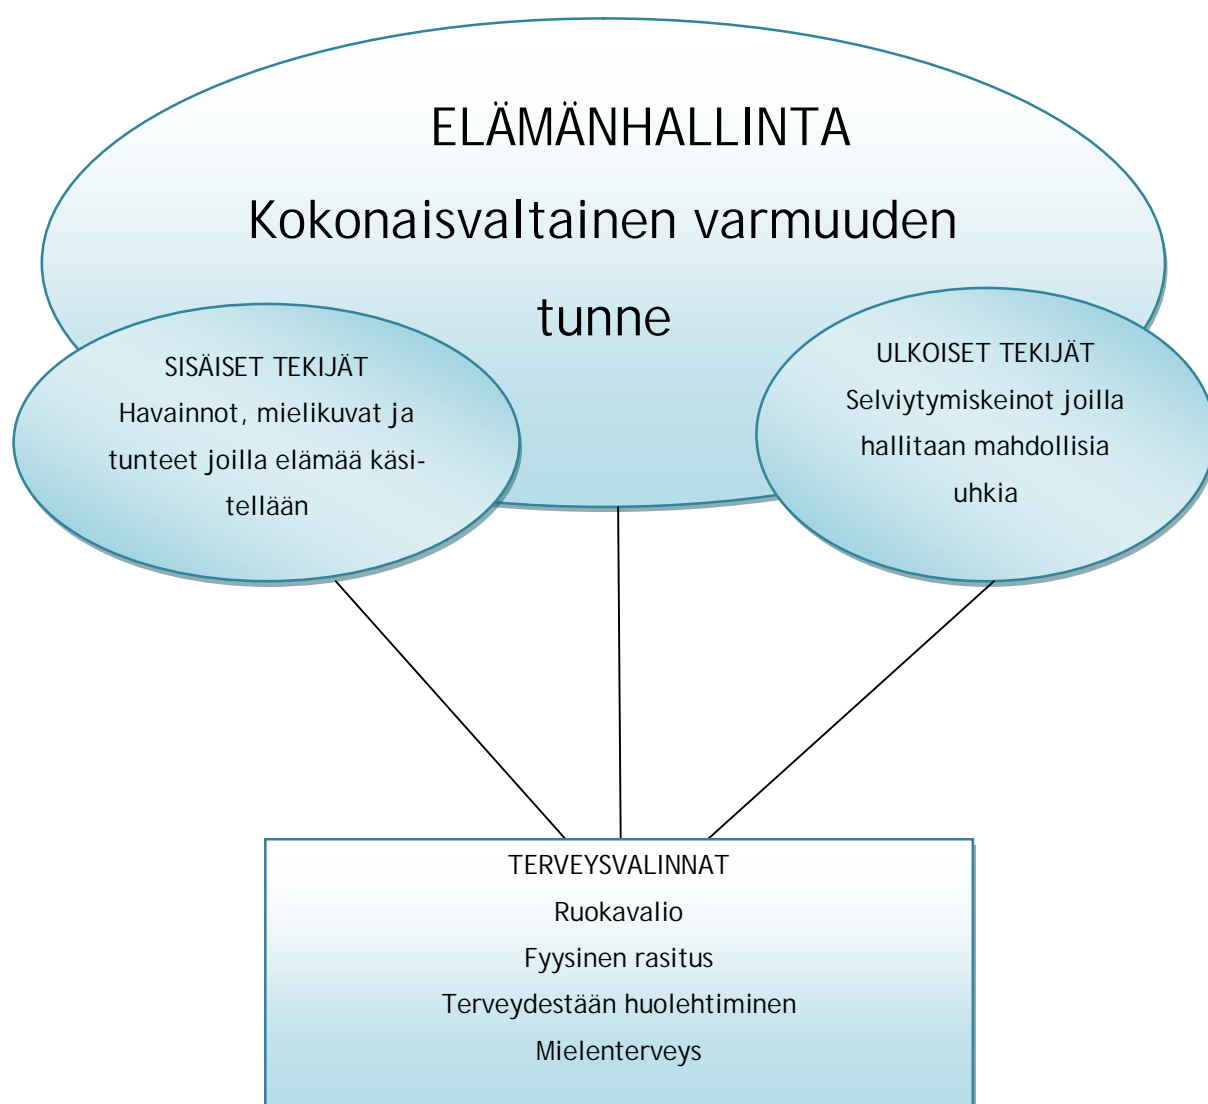 ELÄMÄNHALLINTA
Kokonaisvaltainen varmuuden
tunne
SISÄISET TEKIJÄT
Havainnot, mielikuvat ja
tunteet joilla elämää käsi-
tellään
ULKOISET TEKIJÄT
Selviytymiskeinot joilla
hallitaan mahdollisia
uhkia
TERVEYSVALINNAT
Ruokavalio
Fyysinen rasitus
Terveydestään huolehtiminen
Mielenterveys